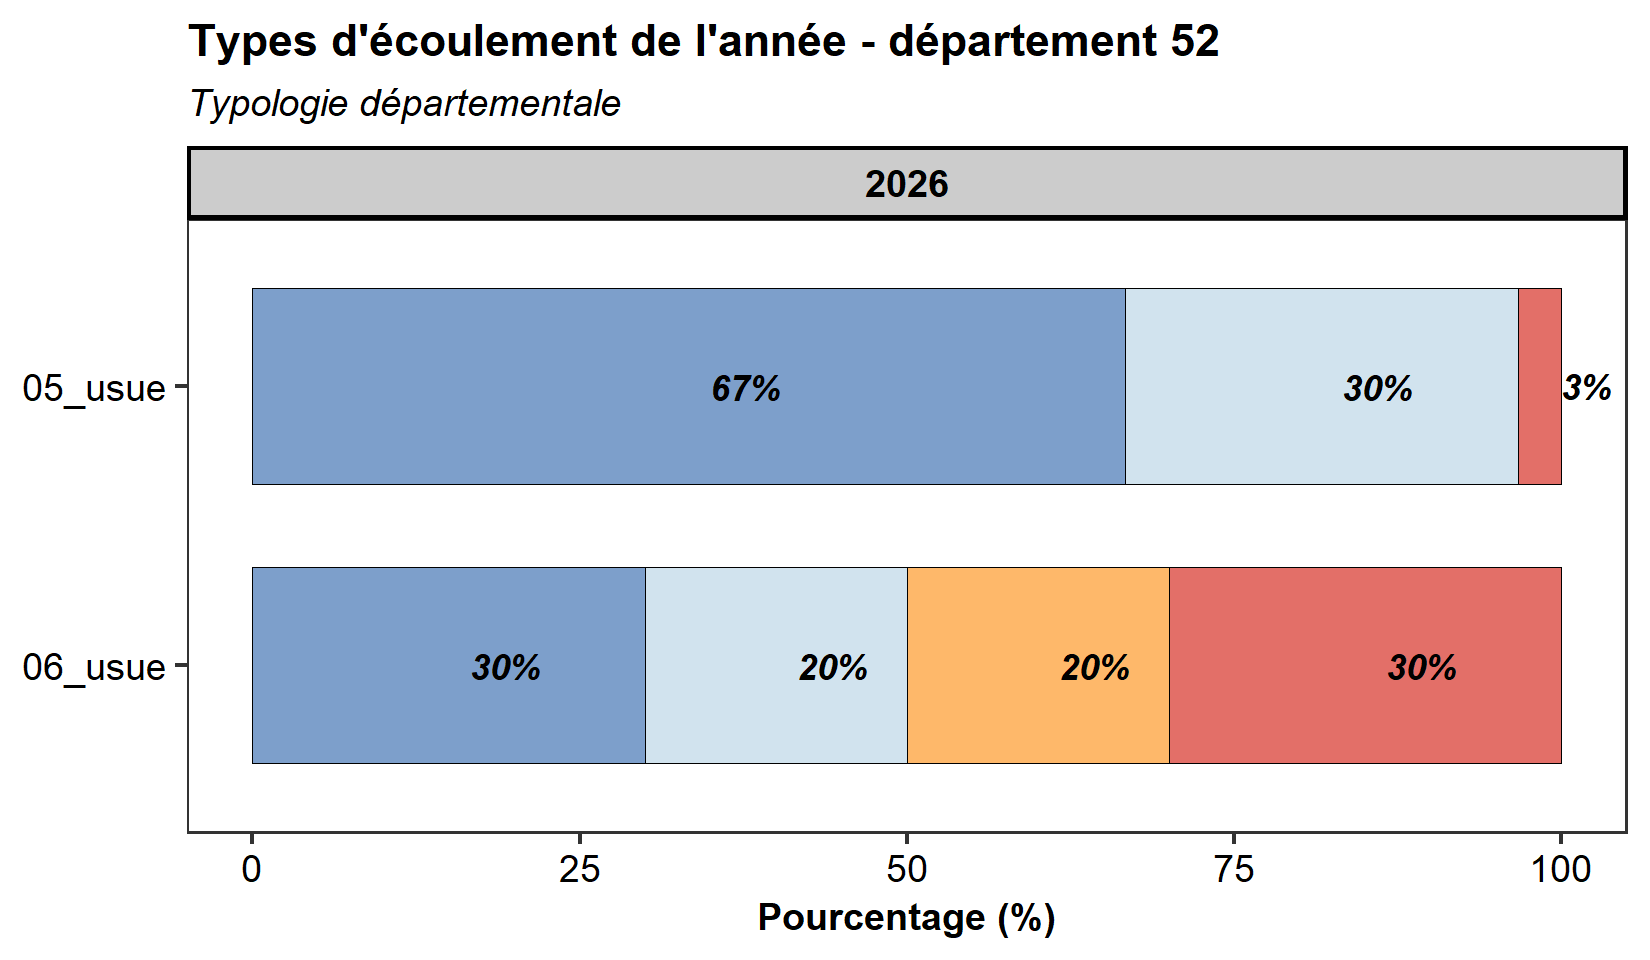 Types d'écoulement de l'année - département 52
Typologie départementale
2026
05_usue
67%
30%
3%
06_usue
30%
20%
20%
30%
0
25
50
75
100
Pourcentage (%)